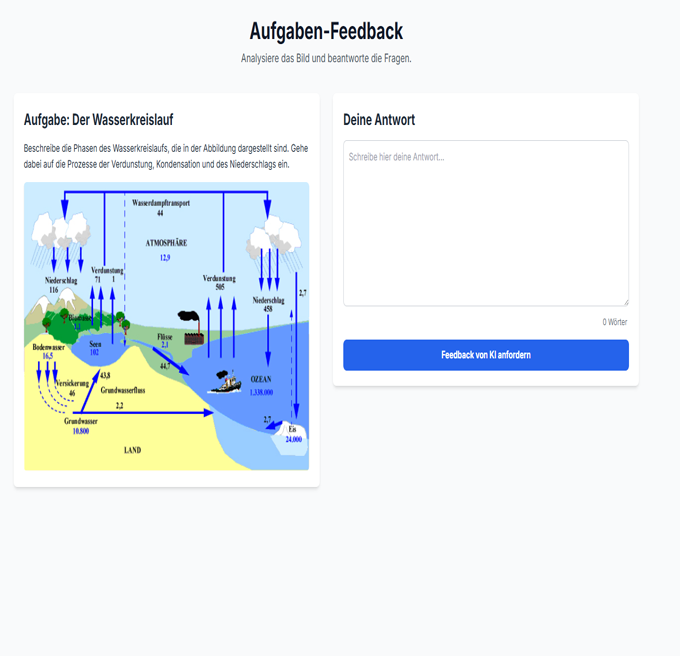 Aufgaben-Feedback
Analysiere das Bild und beantworte die Fragen.
Aufgabe: Der Wasserkreislauf
Beschreibe die Phasen des Wasserkreislaufs, die in der Abbildung dargestellt sind. Gehe
dabei auf die Prozesse der Verdunstung, Kondensation und des Niederschlags ein.
Wasserdampftransport
44
ATMOSPHÄRE
12,9
Verdunstung
71
1
Niederschlag
116
Verdunstung
505
2,7
Niederschlag
458
1,1
Bodenwasser
16,5
Seen
102
Flüsse
2,1
44,7
Versickerung
46
43,8
Grundwasserfluss
2,2
OZEAN
1,338,000
Grundwasser
10,800
2,7
Eis
24,000
LAND
Deine Antwort
Schreibe hier deine Antwort...
0 Wörter
Feedback von KI anfordern